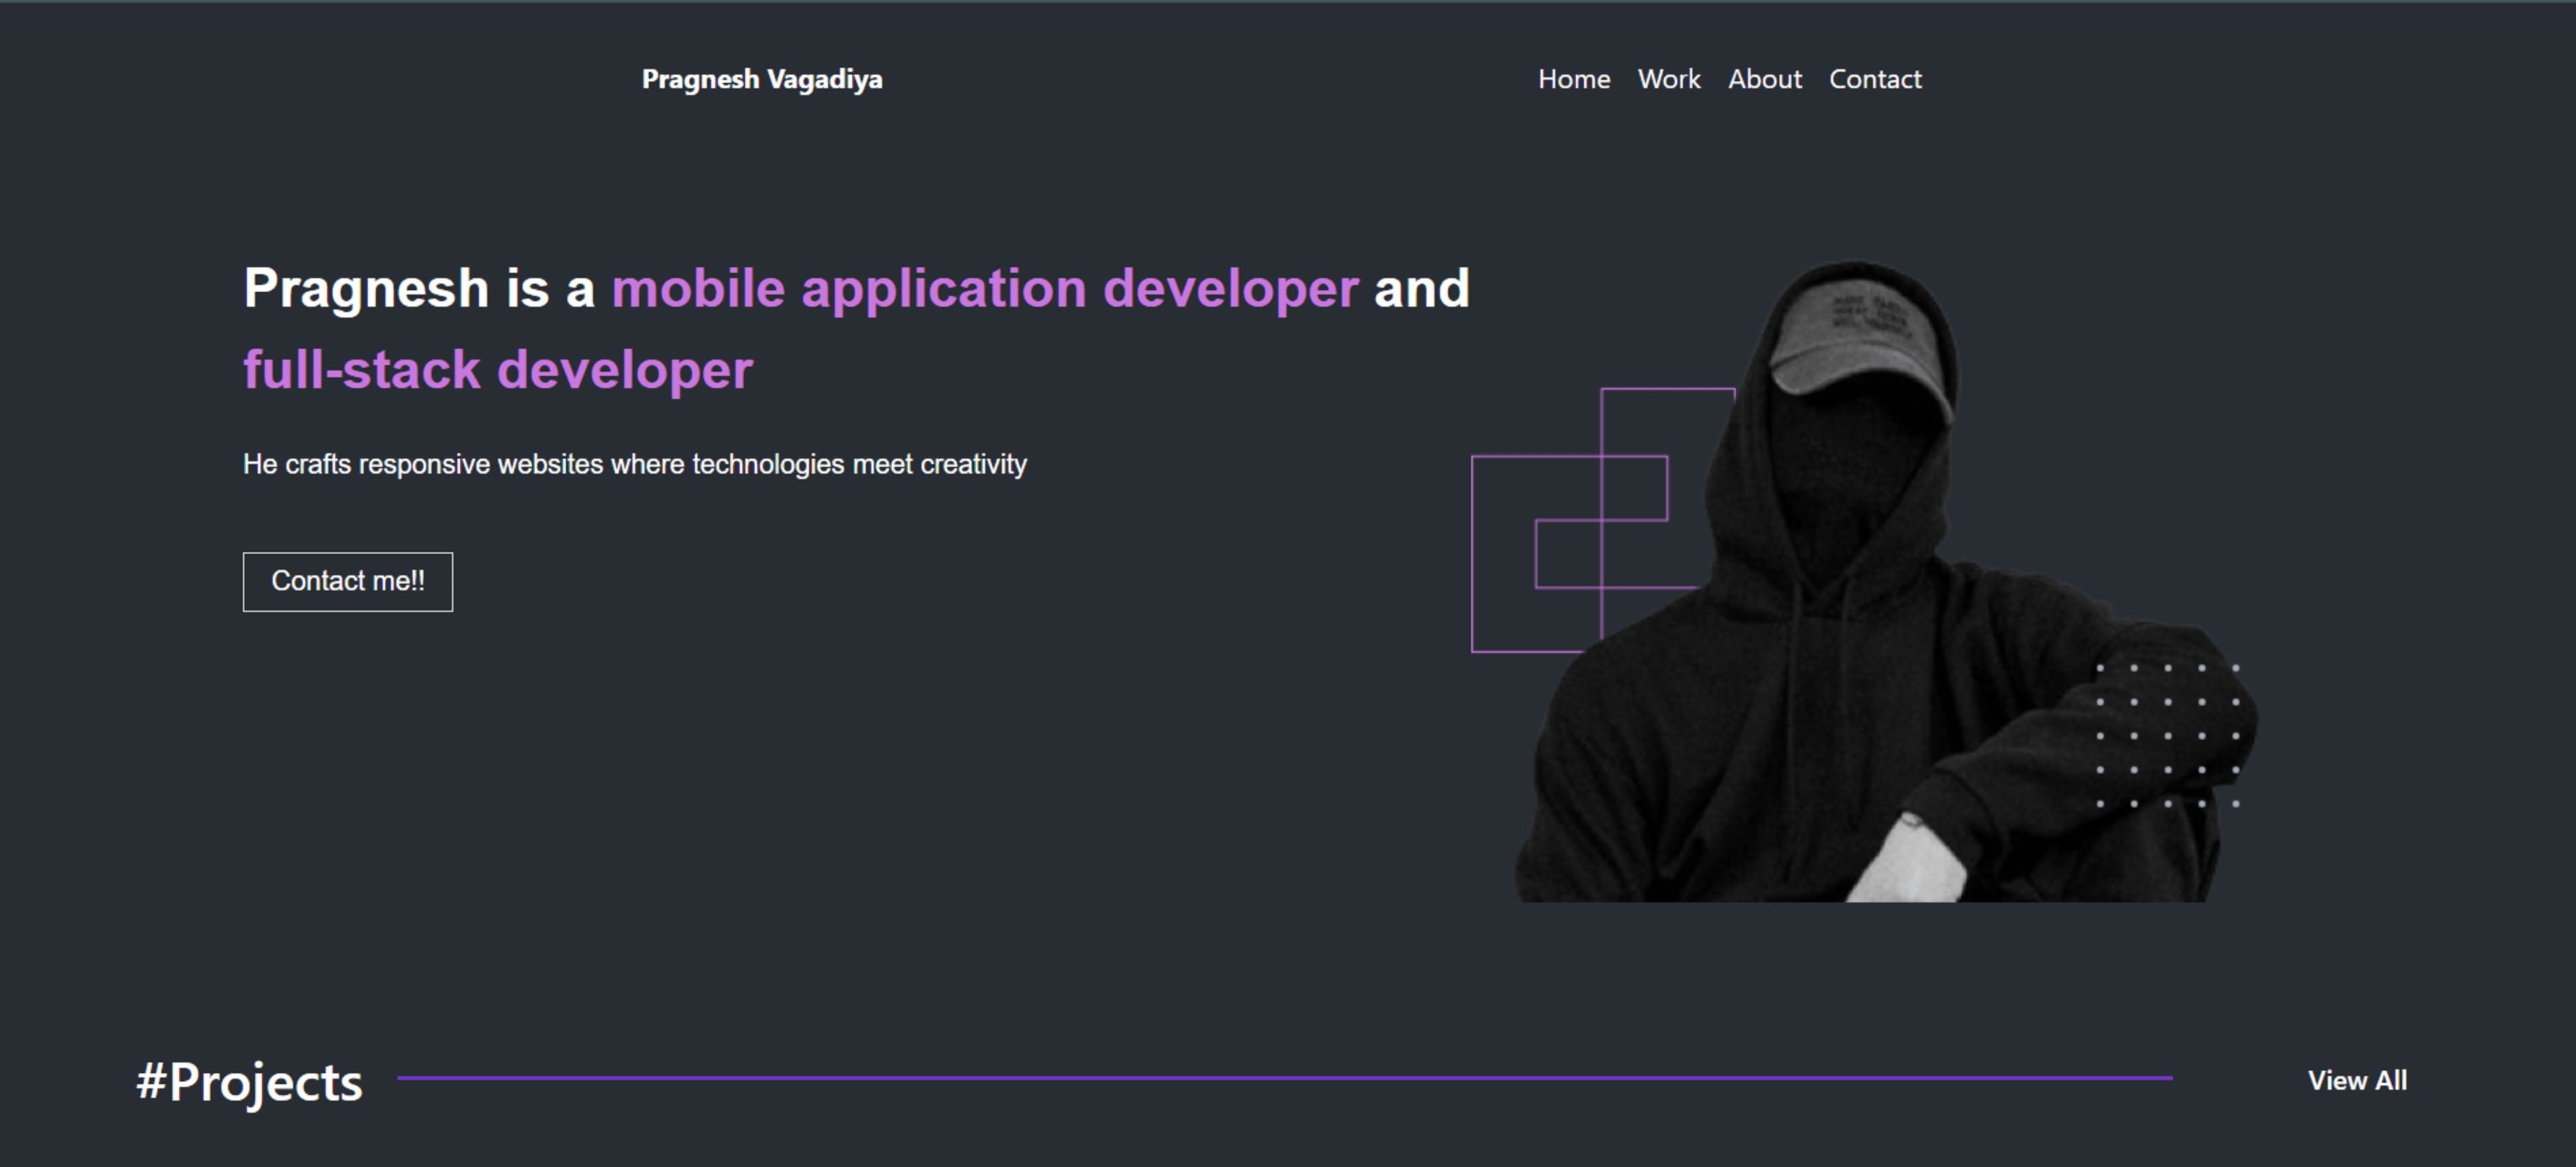 Pragnesh Vagadiya
Home Work About Contact
Pragnesh is a mobile application developer and
full-stack developer
He crafts responsive websites where technologies meet creativity
Contact me!!
#Projects
View All